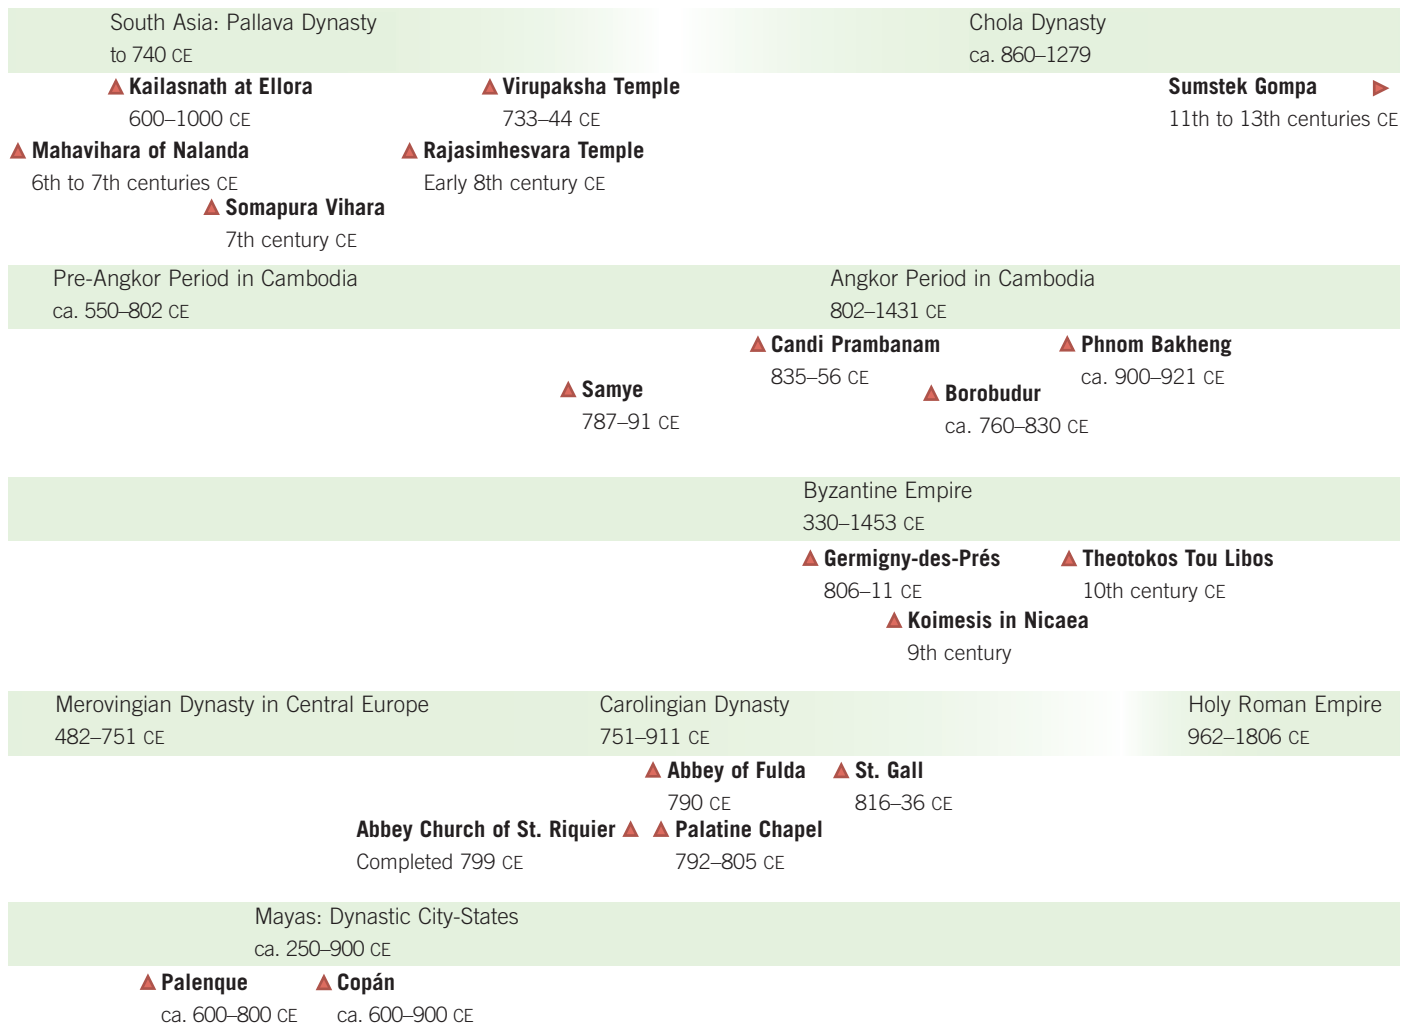 South Asia: Pallava Dynasty
to 740 CE
Chola Dynasty
ca. 860–1279
Kailasnath at Ellora
600–1000 CE
Virupaksha Temple
733–44 CE
Sumstek Gompa
11th to 13th centuries CE
Mahavihara of Nalanda
6th to 7th centuries CE
Rajasimhesvara Temple
Early 8th century CE
Somapura Vihara
7th century CE
Pre-Angkor Period in Cambodia
ca. 550–802 CE
Angkor Period in Cambodia
802–1431 CE
Candi Prambanam
835–56 CE
Phnom Bakheng
ca. 900–921 CE
Samye
787–91 CE
Borobudur
ca. 760–830 CE
Byzantine Empire
330–1453 CE
Germigny-des-Prés
806–11 CE
Theotokos Tou Libos
10th century CE
Koimesis in Nicaea
9th century
Merovingian Dynasty in Central Europe
482–751 CE
Carolingian Dynasty
751–911 CE
Holy Roman Empire
962–1806 CE
Abbey of Fulda
790 CE
St. Gall
816–36 CE
Abbey Church of St. Riquier
Completed 799 CE
Palatine Chapel
792–805 CE
Mayas: Dynastic City-States
ca. 250–900 CE
Palenque
ca. 600–800 CE
Copán
ca. 600–900 CE